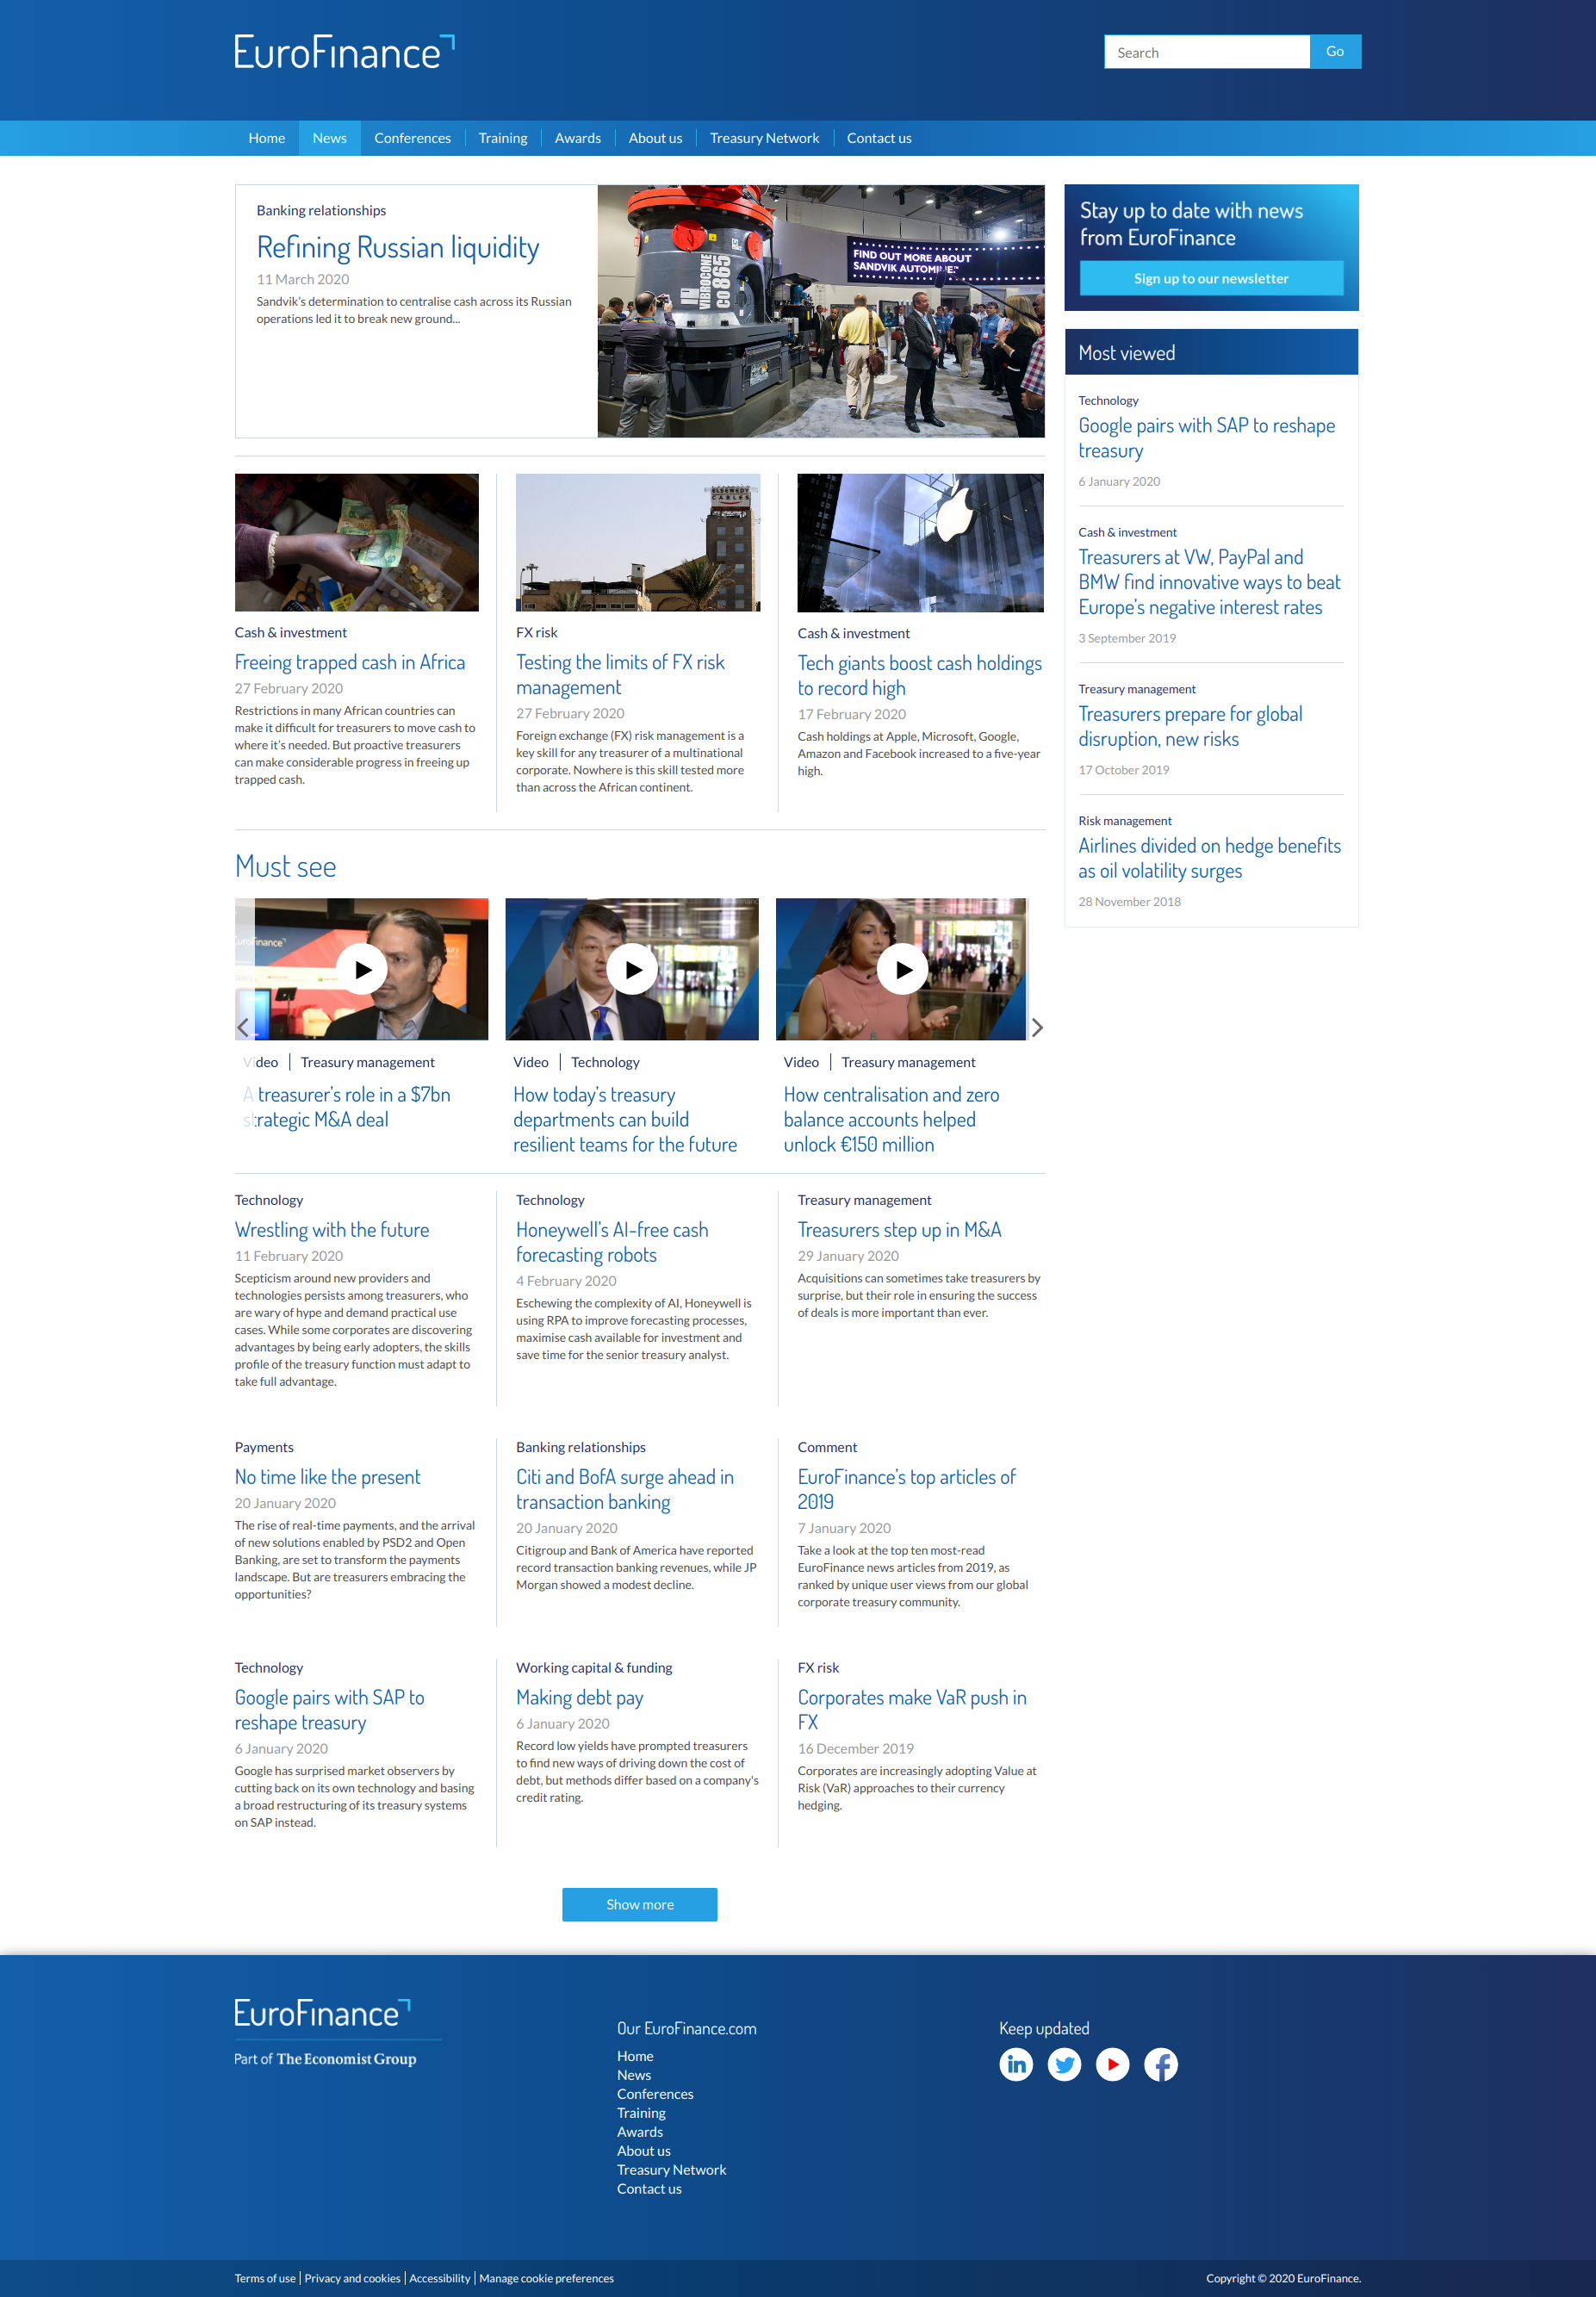 EuroFinance
Search
Go
Home
News
Conferences
Training
Awards
About us
Treasury Network
Contact us
Banking relationships
Refining Russian liquidity
11 March 2020
Sandvik's determination to centralise cash across its Russian
operations led it to break new ground...
VIBROCONE
CO865
FIND OUT MORE ABOUT
Stay up to date with news
from EuroFinance
Sign up to our newsletter
Most viewed
Technology
Google pairs with SAP to reshape
treasury
6 January 2020
Cash & investment
Treasurers at VW, PayPal and
BMW find innovative ways to beat
Europe's negative interest rates
3 September 2019
Treasury management
Treasurers prepare for global
disruption, new risks
17 October 2019
Risk management
Airlines divided on hedge benefits
as oil volatility surges
28 November 2018
Cash & investment
Freeing trapped cash in Africa
27 February 2020
Restrictions in many African countries can
make it difficult for treasurers to move cash to
where it's needed. But proactive treasurers
can make considerable progress in freeing up
trapped cash.
CABLES
FX risk
Testing the limits of FX risk
management
27 February 2020
Foreign exchange (FX) risk management is a
key skill for any treasurer of a multinational
corporate. Nowhere is this skill tested more
than across the African continent.
Cash & investment
Tech giants boost cash holdings
to record high
17 February 2020
Cash holdings at Apple, Microsoft, Google,
Amazon and Facebook increased to a five-year
high.
Must see
Video | Treasury management
A treasurer's role in a $7bn
strategic M&A deal
Video | Technology
How today's treasury
departments can build
resilient teams for the future
Video | Treasury management
How centralisation and zero
balance accounts helped
unlock €150 million
Technology
Wrestling with the future
11 February 2020
Scepticism around new providers and
technologies persists among treasurers, who
are wary of hype and demand practical use
cases. While some corporates are discovering
advantages by being early adopters, the skills
profile of the treasury function must adapt to
take full advantage.
Technology
Honeywell's AI-free cash
forecasting robots
4 February 2020
Eschewing the complexity of AI, Honeywell is
using RPA to improve forecasting processes,
maximise cash available for investment and
save time for the senior treasury analyst.
Treasury management
Treasurers step up in M&A
29 January 2020
Acquisitions can sometimes take treasurers by
surprise, but their role in ensuring the success
of deals is more important than ever.
Payments
No time like the present
20 January 2020
The rise of real-time payments, and the arrival
of new solutions enabled by PSD2 and Open
Banking, are set to transform the payments
landscape. But are treasurers embracing the
opportunities?
Banking relationships
Citi and BofA surge ahead in
transaction banking
20 January 2020
Citigroup and Bank of America have reported
record transaction banking revenues, while JP
Morgan showed a modest decline.
Comment
EuroFinance's top articles of
2019
7 January 2020
Take a look at the top ten most-read
EuroFinance news articles from 2019, as
ranked by unique user views from our global
corporate treasury community.
Technology
Google pairs with SAP to
reshape treasury
6 January 2020
Google has surprised market observers by
cutting back on its own technology and basing
a broad restructuring of its treasury systems
on SAP instead.
Working capital & funding
Making debt pay
6 January 2020
Record low yields have prompted treasurers
to find new ways of driving down the cost of
debt, but methods differ based on a company's
credit rating.
FX risk
Corporates make VaR push in
FX
16 December 2019
Corporates are increasingly adopting Value at
Risk (VaR) approaches to their currency
hedging.
Show more
EuroFinance
Part of The Economist Group
Our EuroFinance.com
Home
News
Conferences
Training
Awards
About us
Treasury Network
Contact us
Keep updated
Terms of use | Privacy and cookies | Accessibility | Manage cookie preferences
Copyright © 2020 EuroFinance.